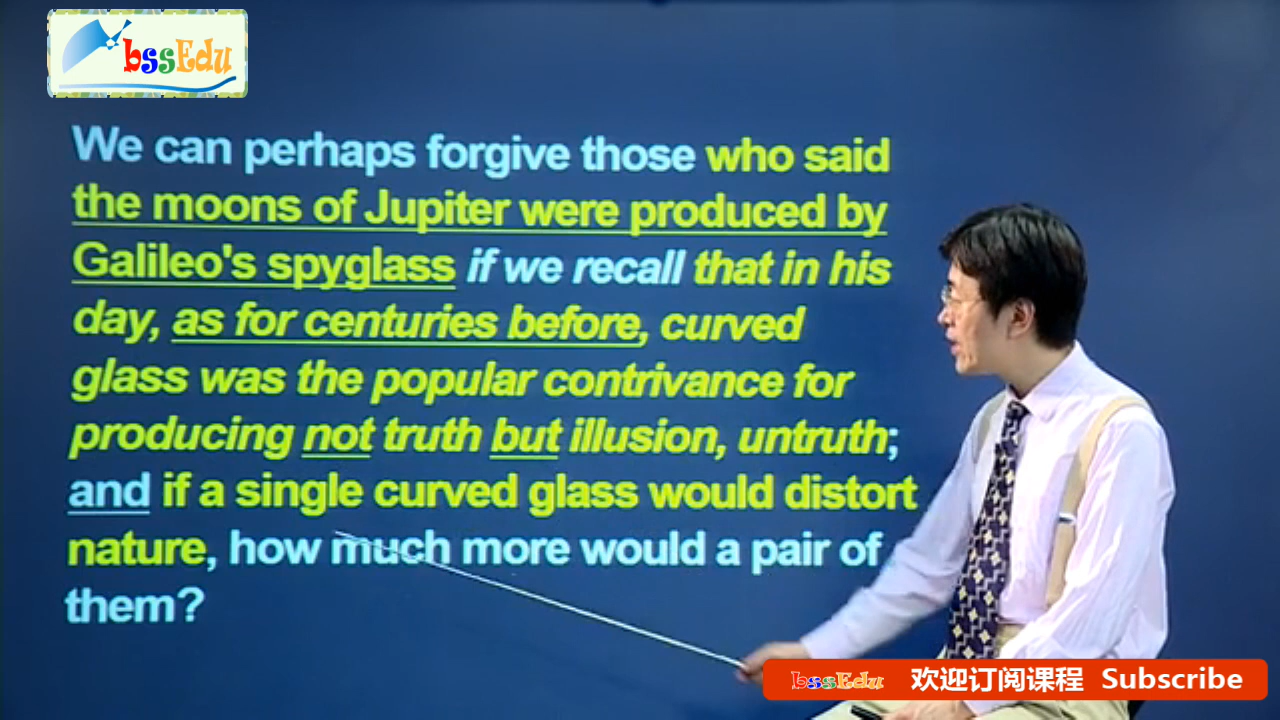 bssEdu
We can perhaps forgive those who said
the moons of Jupiter were produced by
Galileo's spyglass if we recall that in his
day, as for centuries before, curved
glass was the popular contrivance for
producing not truth but illusion, untruth;
and if a single curved glass would distort
nature, how much more would a pair of
them?
bssEdu 欢迎订阅课程 Subscribe